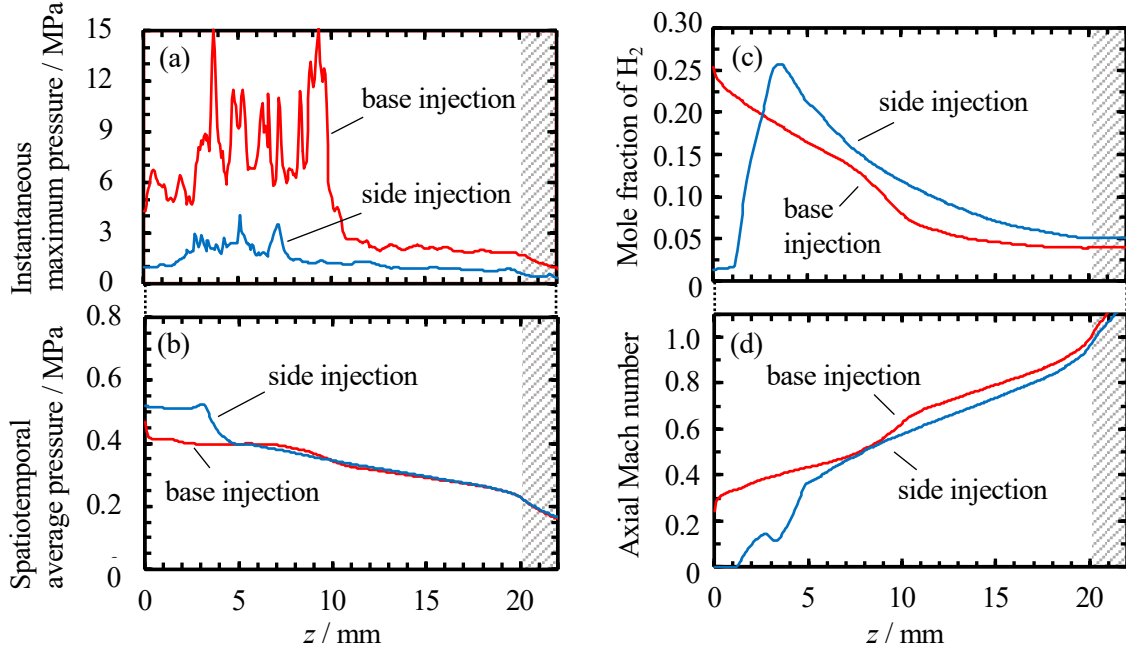 Instantaneous
maximum pressure / MPa
15
12
9
6
3
0
(a)
base injection
side injection
Spatiotemporal
average pressure / MPa
0.8
0.6
0.4
0.2
0
(b)
side injection
base injection
0 5 10 15 20
z / mm
Mole fraction of H₂
0.30
0.25
0.20
0.15
0.10
0.05
0
(c)
side injection
base
injection
Axial Mach number
1.0
0.8
0.6
0.4
0.2
0
(d)
base injection
side injection
0 5 10 15 20
z / mm